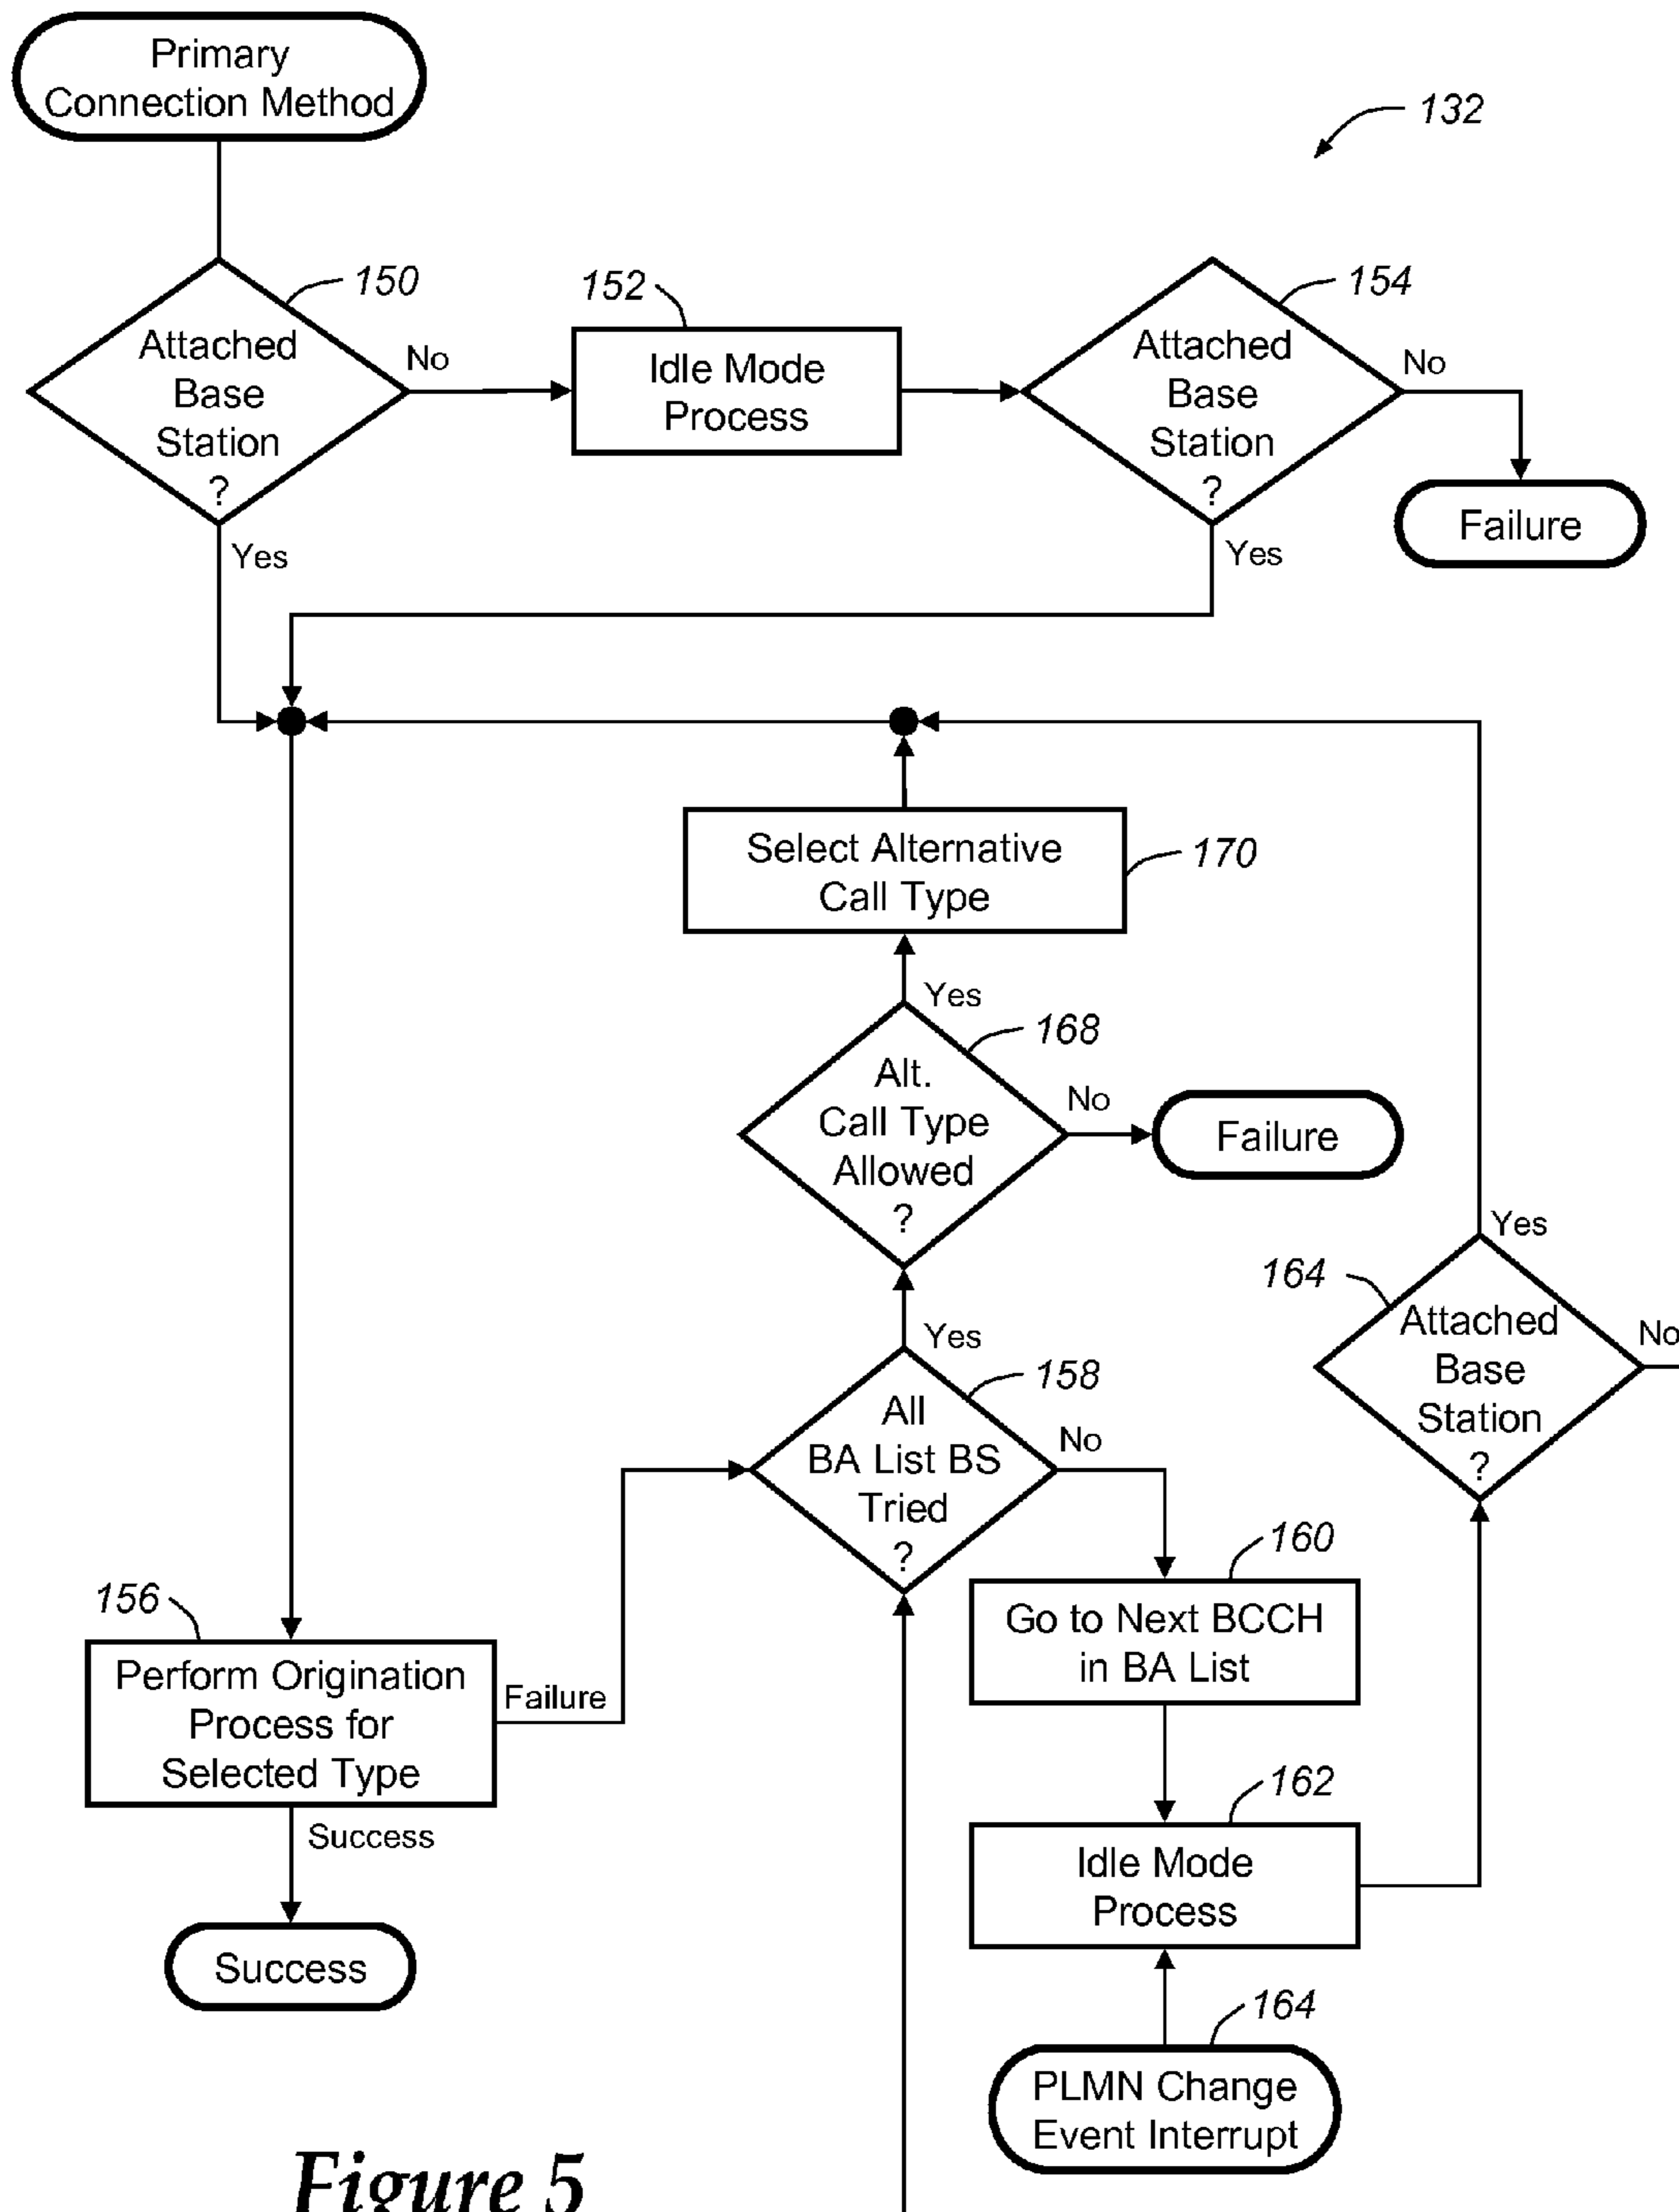 Primary
Connection Method
132
150
Attached
Base
Station
?
No
Yes
152
Idle Mode
Process
154
Attached
Base
Station
?
No
Yes
Failure
Select Alternative
Call Type
170
Yes
168
Alt.
Call Type
Allowed
?
No
Failure
Yes
164
Attached
Base
Station
?
No
Yes
158
All
BA List BS
Tried
?
No
160
Go to Next BCCH
in BA List
156
Perform Origination
Process for
Selected Type
Failure
Success
Success
162
Idle Mode
Process
164
PLMN Change
Event Interrupt
Figure 5